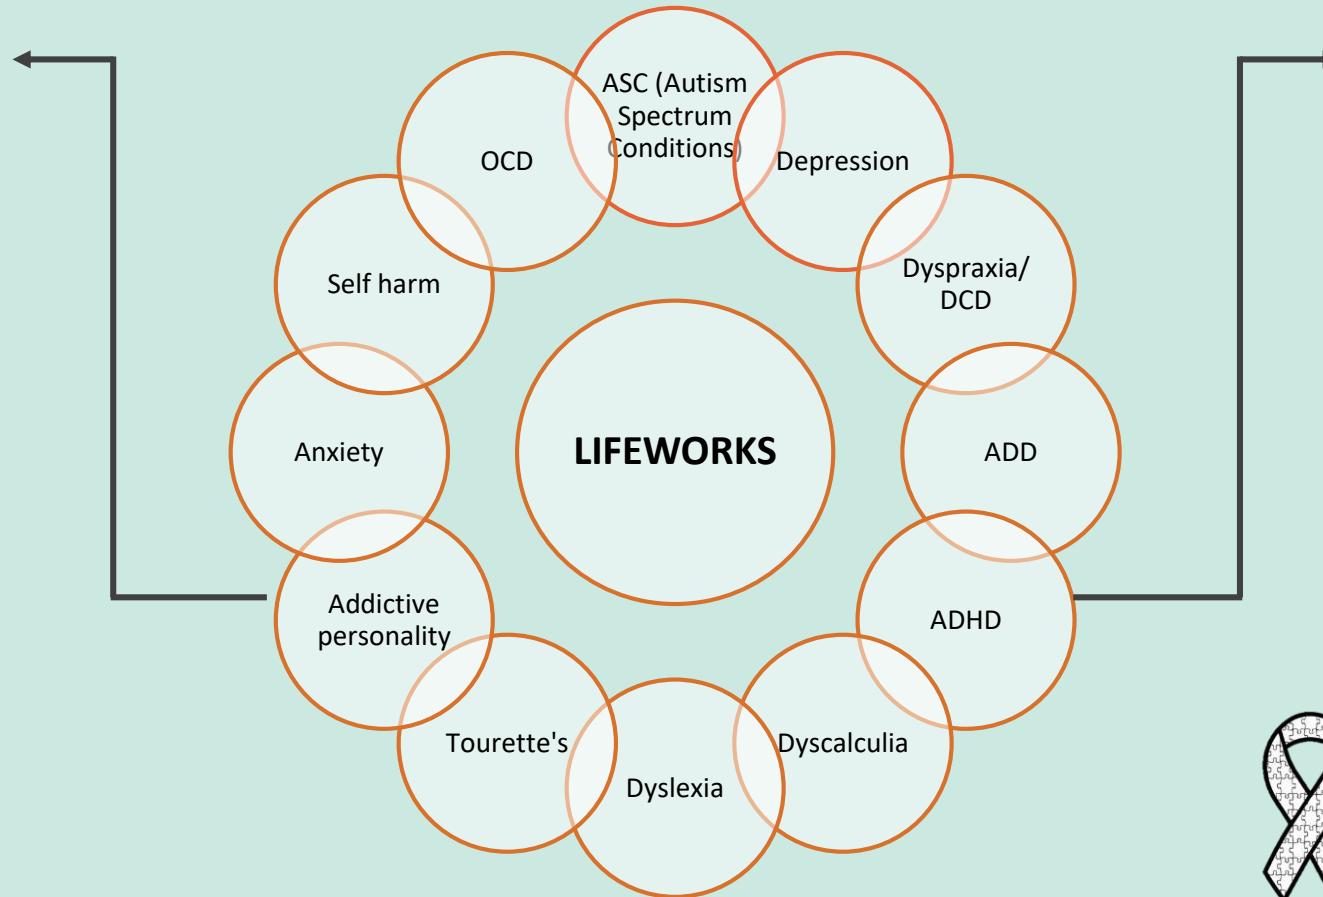 ASC (Autism
Spectrum
Conditions)
Depression
Dyspraxia/
DCD
ADD
ADHD
Dyscalculia
Dyslexia
Tourette's
Addictive
personality
Anxiety
Self harm
OCD
LIFEWORKS